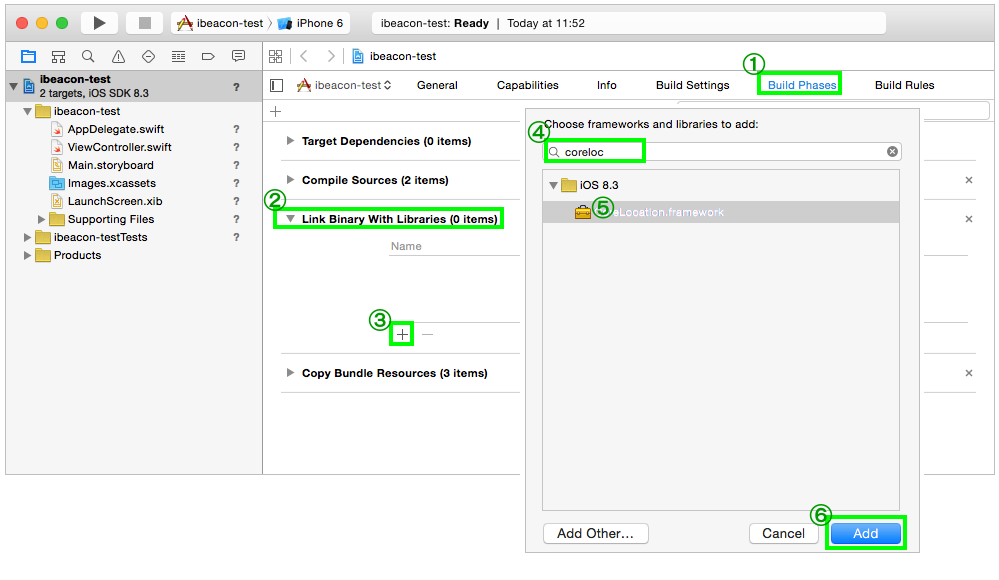 ibeacon-test
iPhone 6
ibeacon-test: Ready | Today at 11:52
ibeacon-test
ibeacon-test
2 targets, iOS SDK 8.3
?
ibeacon-test
General
Capabilities
Info
①
Build Settings
Build Phases
Build Rules
ibeacon-test
AppDelegate.swift
?
ViewController.swift
?
Main.storyboard
?
Images.xcassets
?
LaunchScreen.xib
?
Supporting Files
?
ibeacon-testTests
?
Products
Target Dependencies (0 items)
Compile Sources (2 items)
②
Link Binary With Libraries (0 items)
Name
③
Copy Bundle Resources (3 items)
Choose frameworks and libraries to add:
④
coreloc
iOS 8.3
⑤
Location.framework
⑥
Add Other...
Cancel
Add